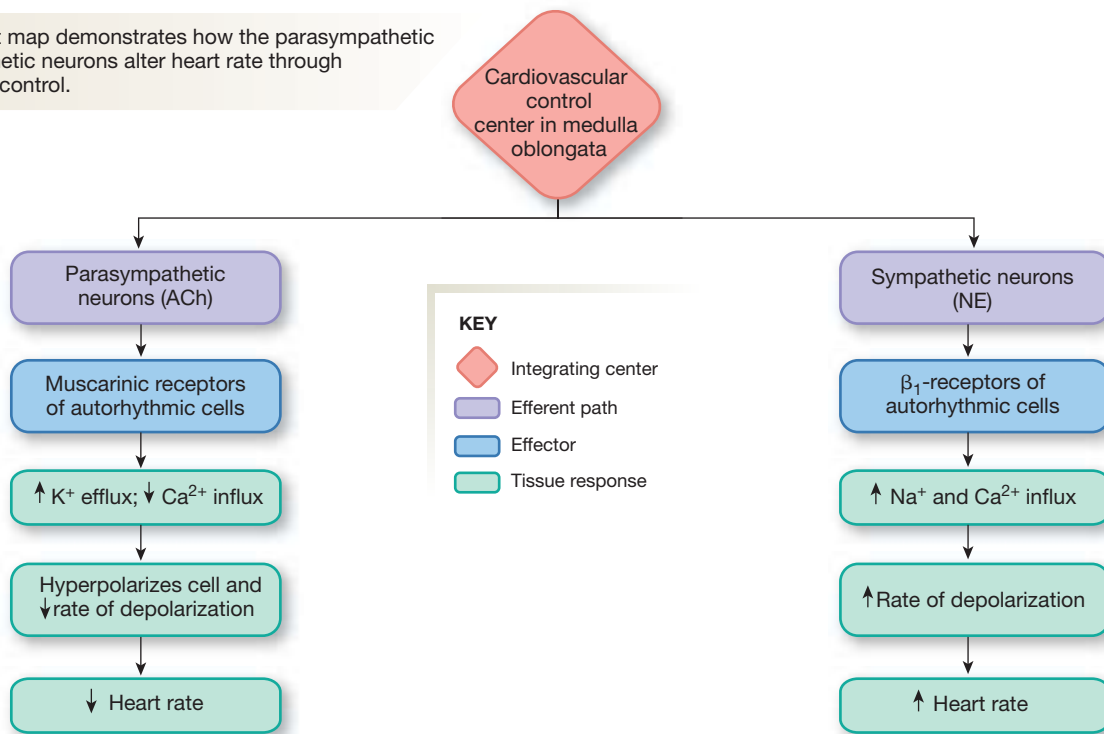 map demonstrates how the parasympathetic
neurons alter heart rate through
control.
Cardiovascular
control
center in medulla
oblongata
Parasympathetic
neurons (ACh)
Muscarinic receptors
of autorhythmic cells
↑ K⁺ efflux; ↓ Ca²⁺ influx
Hyperpolarizes cell and
↓ rate of depolarization
↓ Heart rate
KEY
Integrating center
Efferent path
Effector
Tissue response
Sympathetic neurons
(NE)
β₁-receptors of
autorhythmic cells
↑ Na⁺ and Ca²⁺ influx
↑ Rate of depolarization
↑ Heart rate